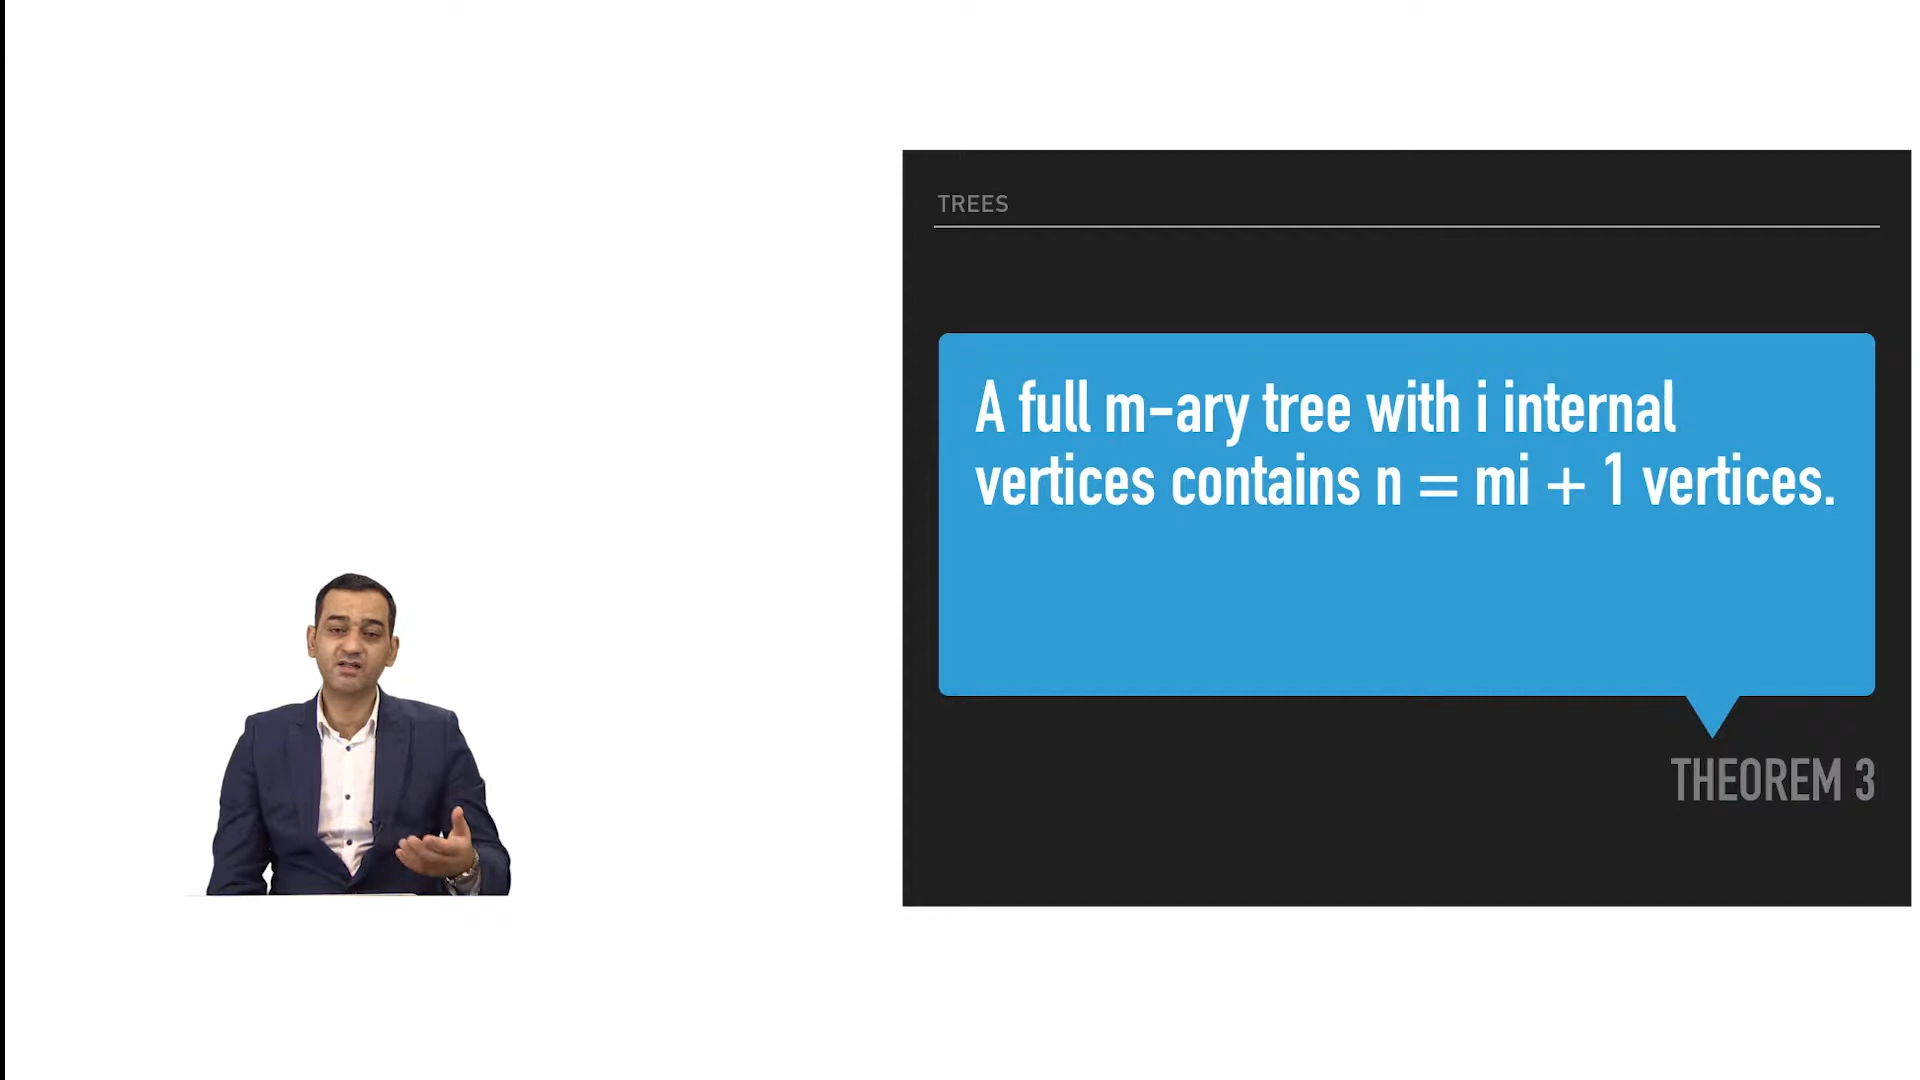 TREES
A full m-ary tree with i internal
vertices contains n = mi + 1 vertices.
THEOREM 3